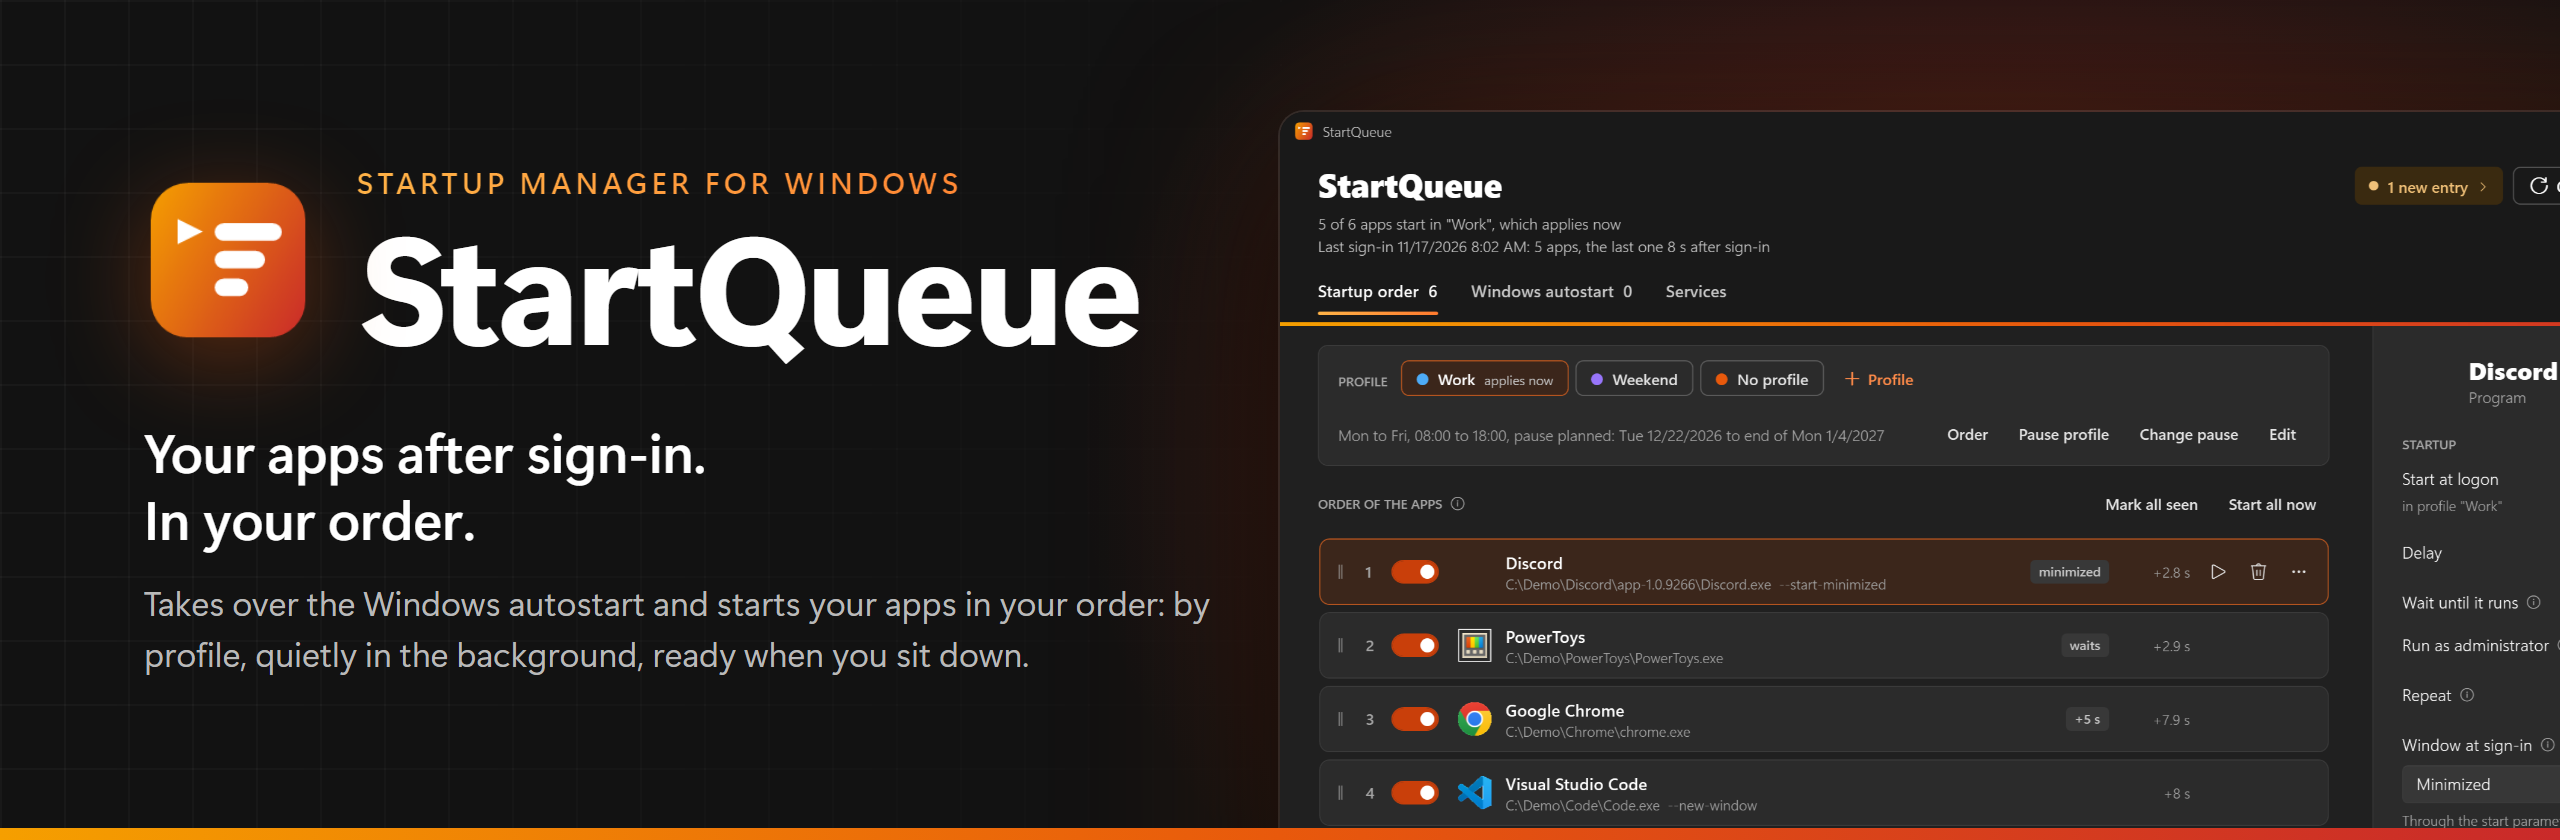 STARTUP MANAGER FOR WINDOWS
StartQueue
Your apps after sign-in.
In your order.
Takes over the Windows autostart and starts your apps in your order: by
profile, quietly in the background, ready when you sit down.
StartQueue
StartQueue
1 new entry
5 of 6 apps start in "Work", which applies now
Last sign-in 11/17/2026 8:02 AM: 5 apps, the last one 8 s after sign-in
Startup order 6 Windows autostart 0 Services
PROFILE Work applies now Weekend No profile + Profile
Mon to Fri, 08:00 to 18:00, pause planned: Tue 12/22/2026 to end of Mon 1/4/2027 Order Pause profile Change pause Edit
ORDER OF THE APPS Mark all seen Start all now
1 Discord minimized +2.8 s
C:\Demo\Discord\app-1.0.9266\Discord.exe --start-minimized
2 PowerToys waits +2.9 s
C:\Demo\PowerToys\PowerToys.exe
3 Google Chrome +5 s +7.9 s
C:\Demo\Chrome\chrome.exe
4 Visual Studio Code +8 s
C:\Demo\Code\Code.exe --new-window
Discord
Program
STARTUP
Start at logon
in profile "Work"
Delay
Wait until it runs
Run as administrator
Repeat
Window at sign-in
Minimized
Through the start